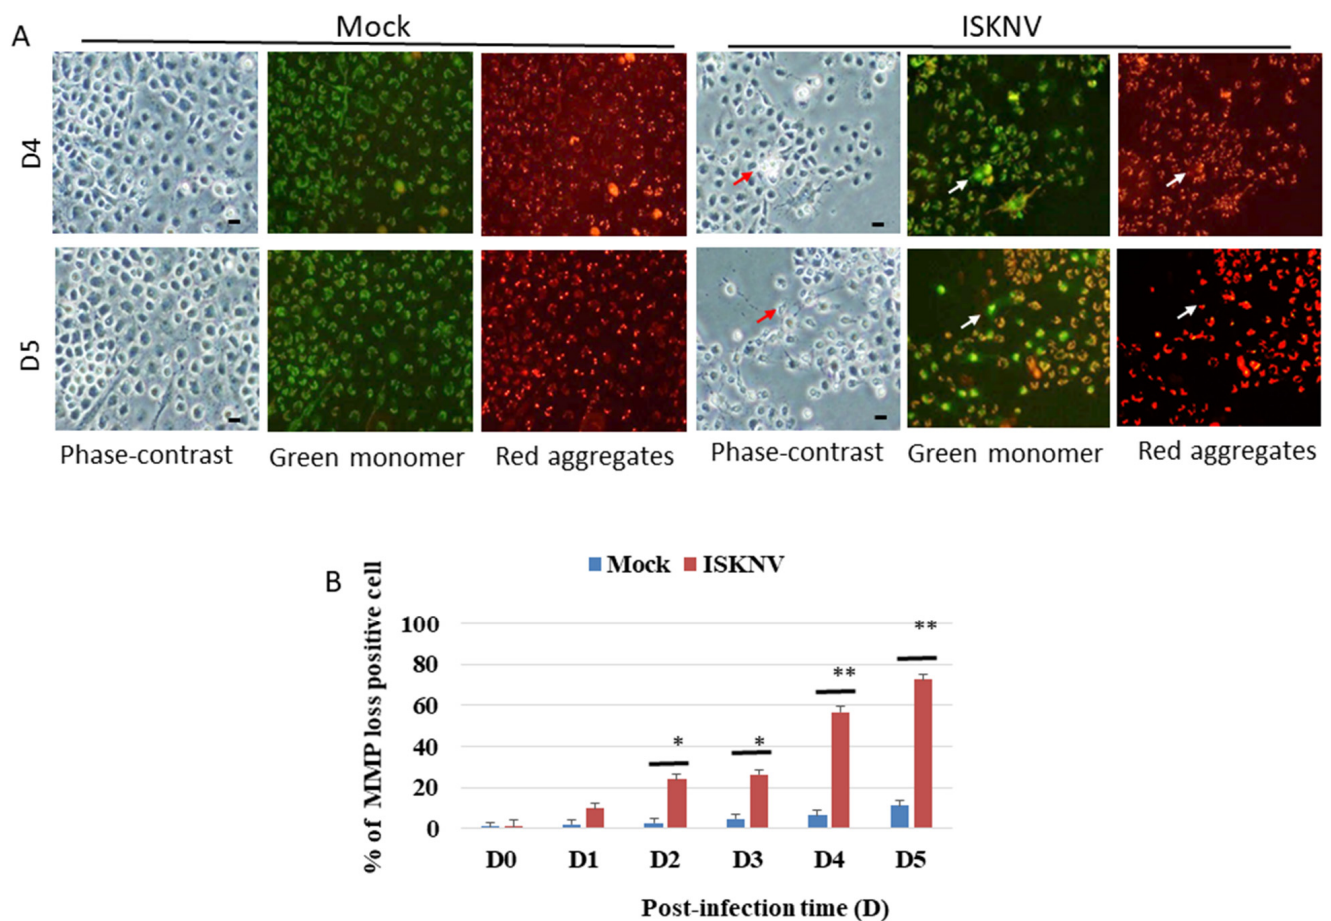 A
Mock
ISKNV
D4
D5
Phase-contrast
Green monomer
Red aggregates
Phase-contrast
Green monomer
Red aggregates
B
Mock
ISKNV
% of MMP loss positive cell
100
80
60
40
20
0
*
*
**
**
D0
D1
D2
D3
D4
D5
Post-infection time (D)